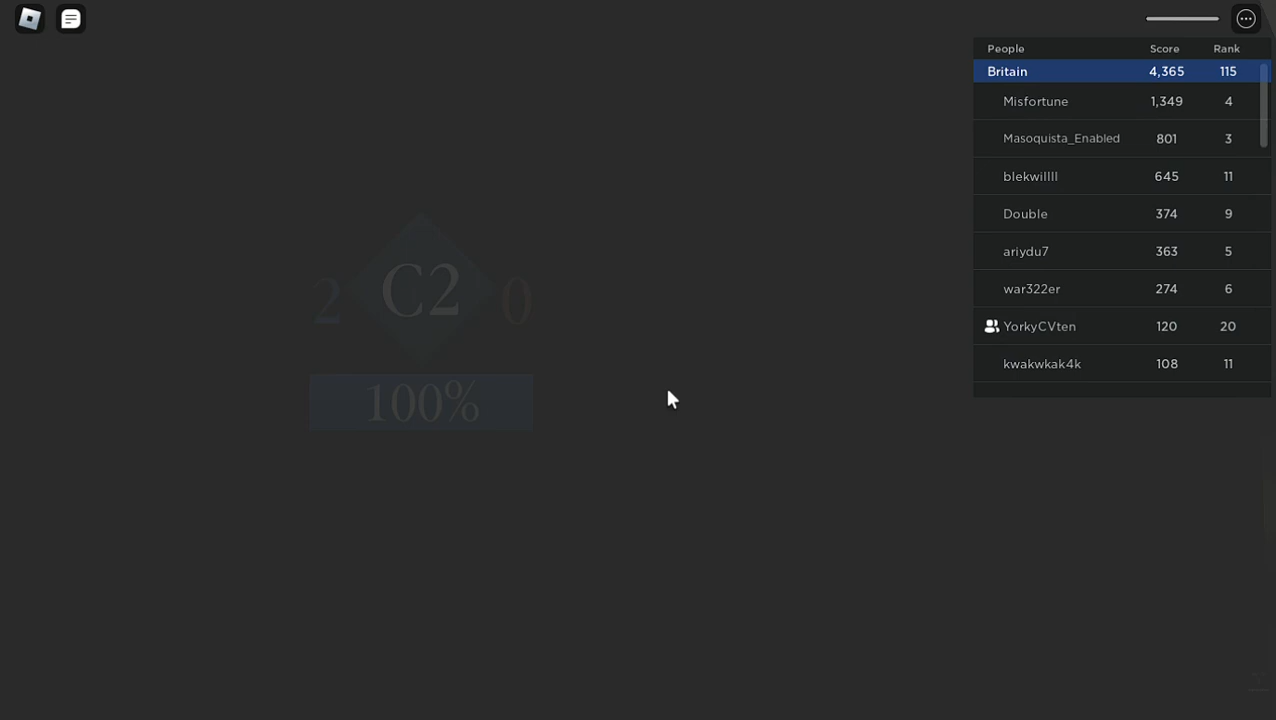 People Score Rank
Britain 4,365 115
Misfortune 1,349 4
Masoquista_Enabled 801 3
blekwillll 645 11
Double 374 9
ariydu7 363 5
war322er 274 6
YorkyCVten 120 20
kwakwkak4k 108 11
2 C2 0
100%